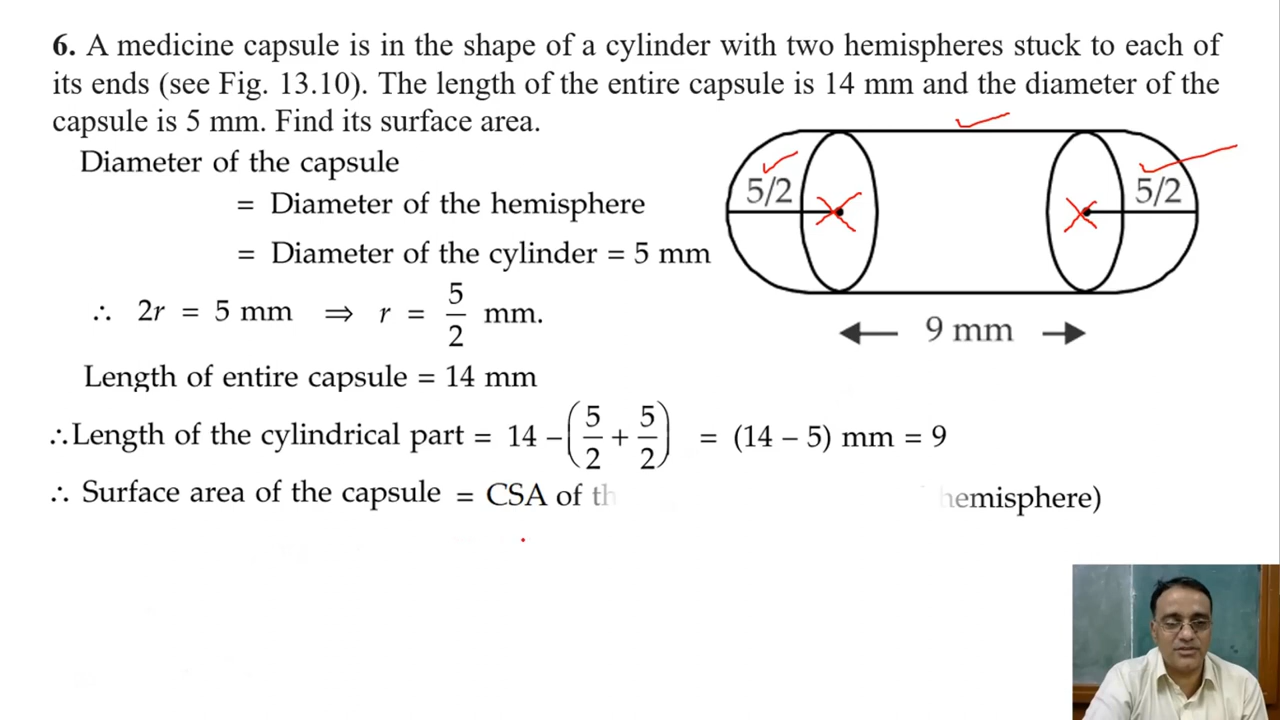 6. A medicine capsule is in the shape of a cylinder with two hemispheres stuck to each of
its ends (see Fig. 13.10). The length of the entire capsule is 14 mm and the diameter of the
capsule is 5 mm. Find its surface area.
Diameter of the capsule
= Diameter of the hemisphere
= Diameter of the cylinder = 5 mm
∴ 2r = 5 mm ⇒ r = 5/2 mm.
Length of entire capsule = 14 mm
∴Length of the cylindrical part = 14 – (5/2 + 5/2) = (14 – 5) mm = 9
∴ Surface area of the capsule = CSA of th hemisphere)
5/2
5/2
9 mm